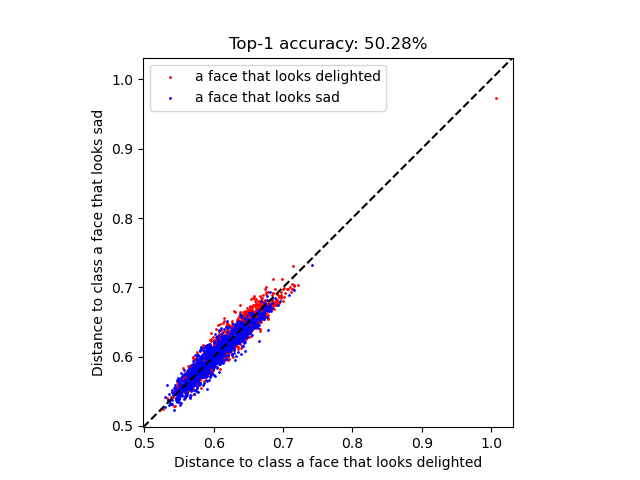 Top-1 accuracy: 50.28%
a face that looks delighted
a face that looks sad
Distance to class a face that looks sad
1.0
0.9
0.8
0.7
0.6
0.5
0.5 0.6 0.7 0.8 0.9 1.0
Distance to class a face that looks delighted